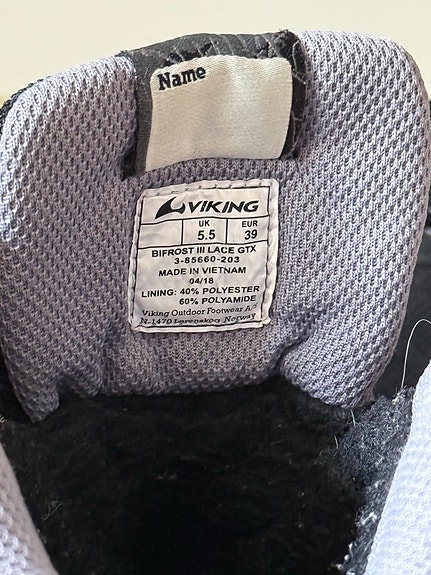 Name
VIKING
UK EUR
5.5 39
BIFROST III LACE GTX
3-85660-203
MADE IN VIETNAM
04/18
LINING: 40% POLYESTER
60% POLYAMIDE
Viking Outdoor Footwear
N-1470 Lørenskog, Norway